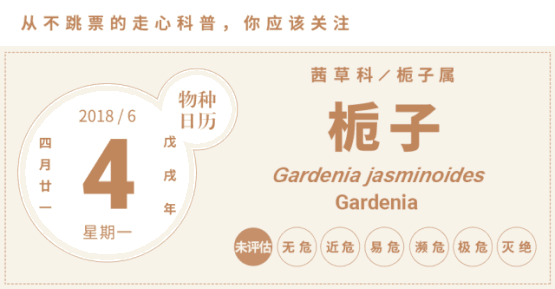 从不跳票的走心科普，你应该关注
物种
日历
2018 / 6
四月廿一
4
戊戌年
星期一
茜草科／栀子属
栀子
Gardenia jasminoides
Gardenia
未评估 无危 近危 易危 濒危 极危 灭绝